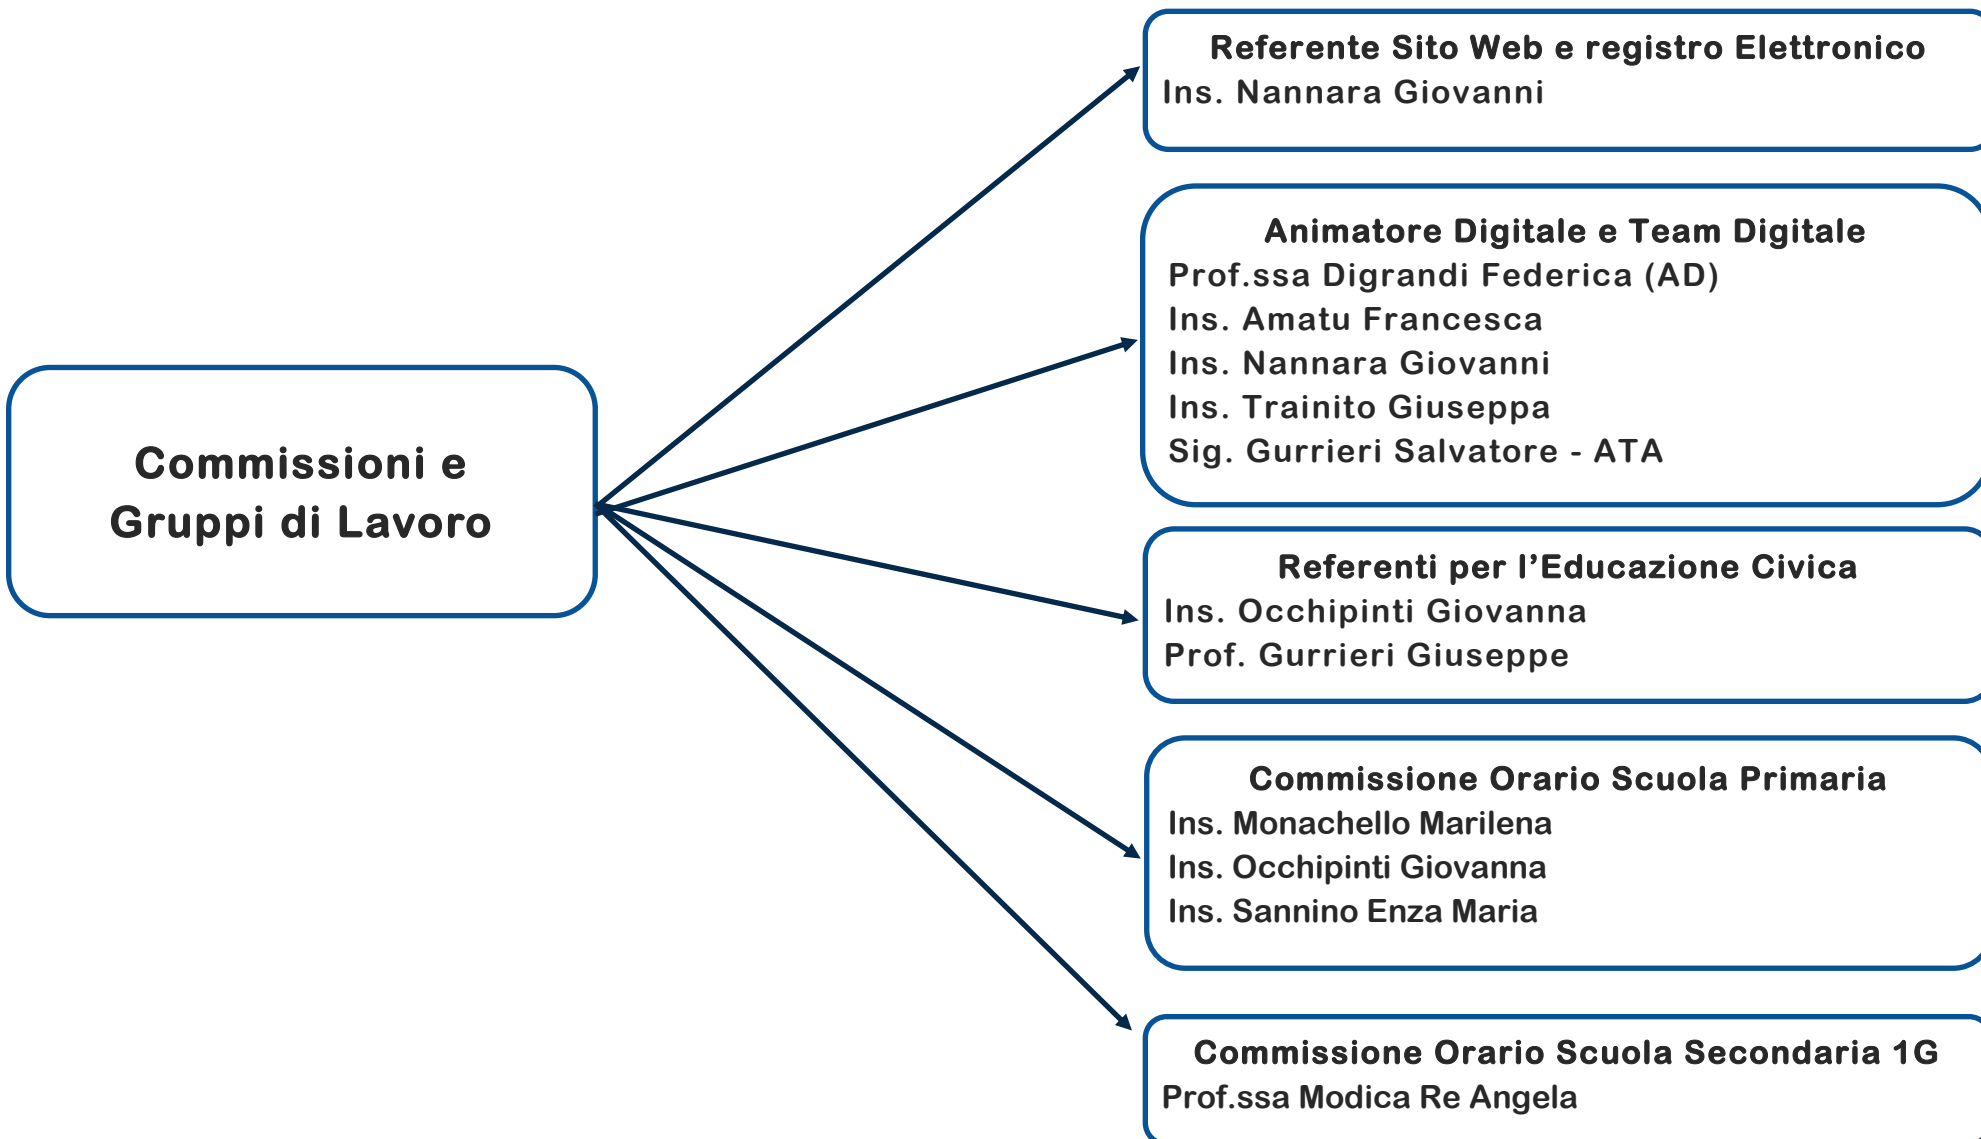 Commissioni e
Gruppi di Lavoro
Referente Sito Web e registro Elettronico
Ins. Nannara Giovanni
Animatore Digitale e Team Digitale
Prof.ssa Digrandi Federica (AD)
Ins. Amatu Francesca
Ins. Nannara Giovanni
Ins. Trainito Giuseppa
Sig. Gurrieri Salvatore - ATA
Referenti per l’Educazione Civica
Ins. Occhipinti Giovanna
Prof. Gurrieri Giuseppe
Commissione Orario Scuola Primaria
Ins. Monachello Marilena
Ins. Occhipinti Giovanna
Ins. Sannino Enza Maria
Commissione Orario Scuola Secondaria 1G
Prof.ssa Modica Re Angela